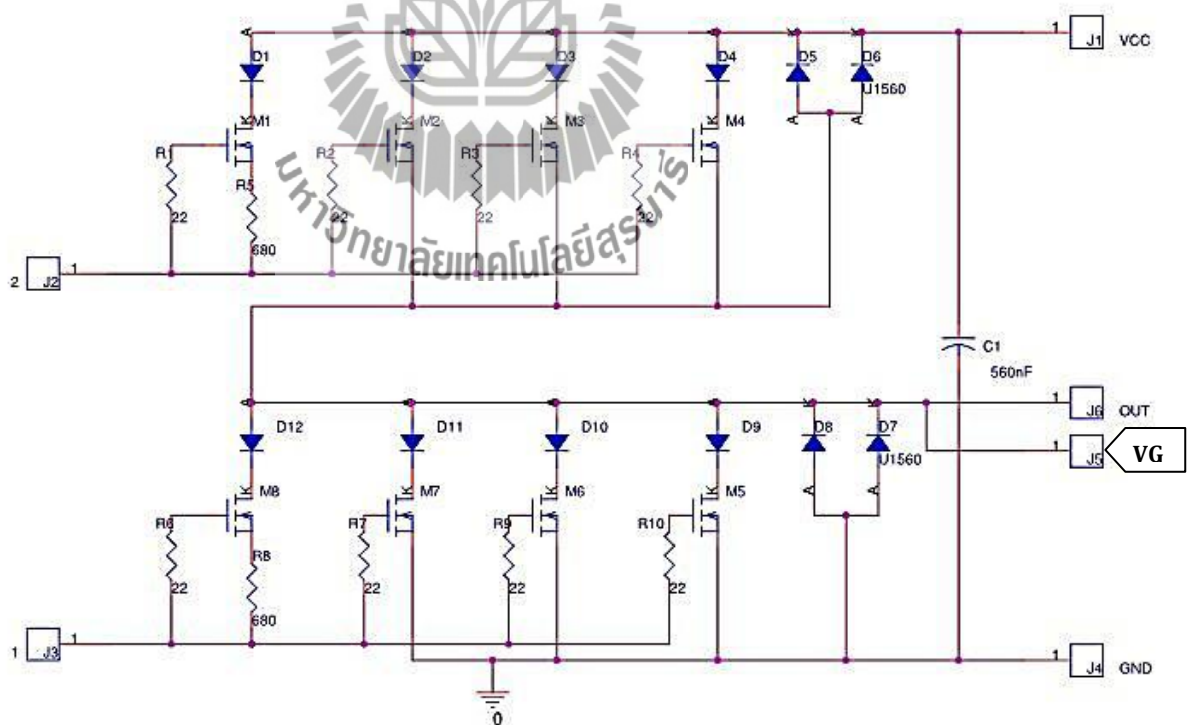 1 J1 VCC
A A A A K K
D1 D2 D3 D4 D5 D6
U1560
K K K K A A
M1 M2 M3 M4
R1 R2 R3 R4
R5
22 22 22 22
680
มหาวิทยาลัยเทคโนโลยีสุรนารี
2 J2 1
C1
560nF
A A A A K K
1 J6 OUT
D12 D11 D10 D9 D8 D7
1 J5 VG
U1560
K K K K A A
M8 M7 M6 M5
R6 R7 R9 R10
R8
22 22 22 22
680
1 J3 1
1 J4 GND
0